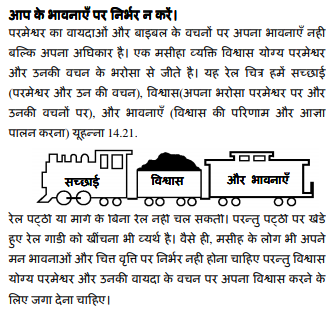 आप के भावनाएँ पर निर्भर न करें।
परमेश्वर का वायदाओं और बाइबल के वचनों पर अपना भावनाएँ नही
बल्कि अपना अधिकार है। एक मसीहा व्यक्ति विश्वास योग्य परमेश्वर
और उनकी वचन के भरोसा से जीते है। यह रेल चित्र हमें सच्छाई
(परमेश्वर और उन की वचन), विश्वास(अपना भरोसा परमेश्वर पर और
उनकी वचनों पर), और भावनाएँ (विश्वास की परिणाम और आज्ञा
पालन करना) यूहन्ना 14.21.
सच्छाई
विश्वास
और भावनाएँ
रेल पट्ठी या मार्ग के बिना रेल नही चल सकती। परन्तु पट्ठी पर खडे
हुए रेल गाडी को खींचना भी व्यर्थ है। वैसे ही, मसीह के लोग भी अपने
मन भावनाओं और चित्त वृत्ति पर निर्भर नही होना चाहिए परन्तु विश्वास
योग्य परमेश्वर और उनकी वायदा के वचन पर अपना विश्वास करने के
लिए जगा देना चाहिए।